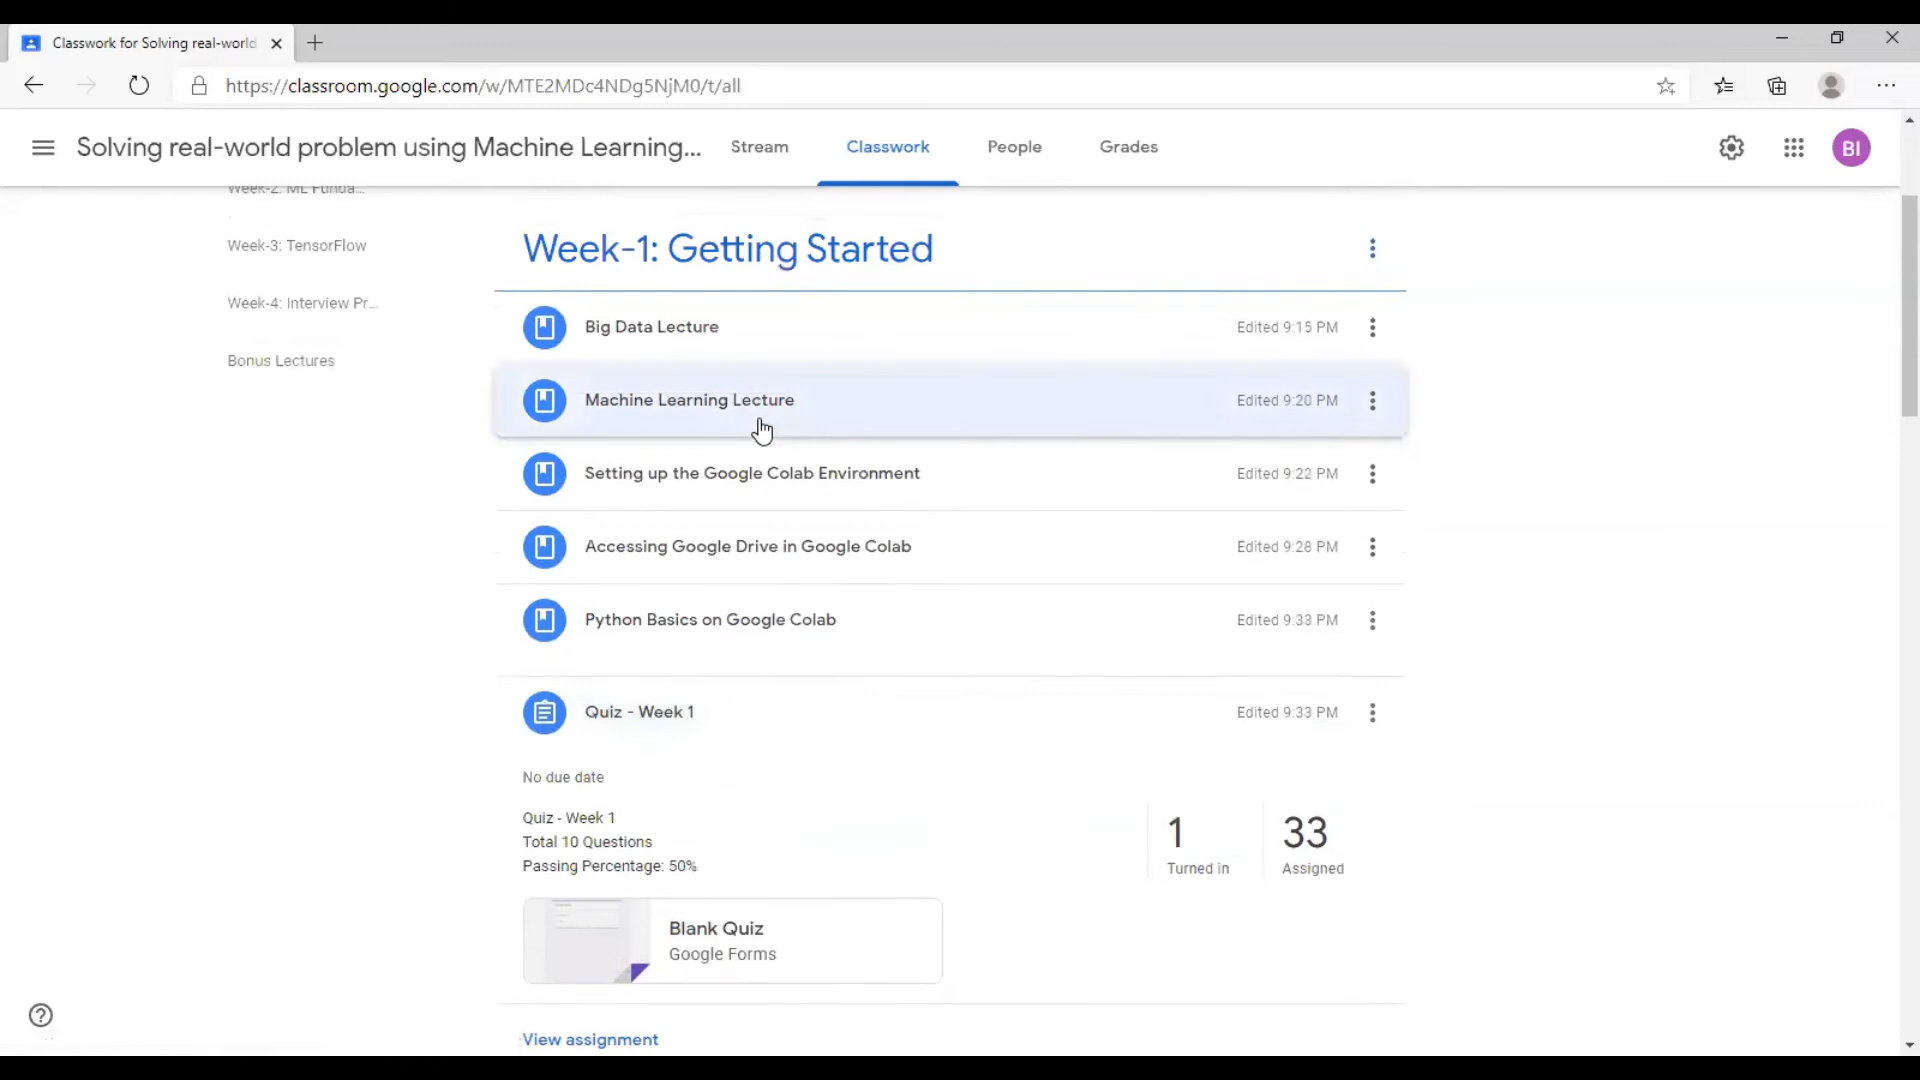 Classwork for Solving real-world
https://classroom.google.com/w/MTE2MDc4NDg5NjM0/t/all
Solving real-world problem using Machine Learning...
Stream
Classwork
People
Grades
BI
Week-2: ML Funda...
Week-3: TensorFlow
Week-4: Interview Pr...
Bonus Lectures
Week-1: Getting Started
Big Data Lecture
Edited 9:15 PM
Machine Learning Lecture
Edited 9:20 PM
Setting up the Google Colab Environment
Edited 9:22 PM
Accessing Google Drive in Google Colab
Edited 9:28 PM
Python Basics on Google Colab
Edited 9:33 PM
Quiz - Week 1
Edited 9:33 PM
No due date
Quiz - Week 1
Total 10 Questions
Passing Percentage: 50%
1
Turned in
33
Assigned
Blank Quiz
Google Forms
View assignment